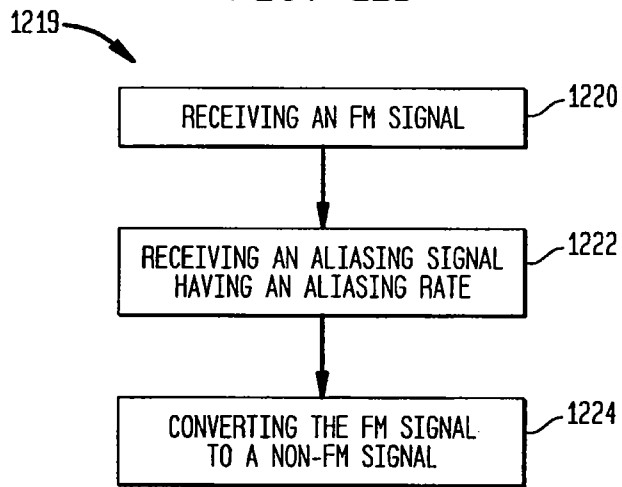 1219
RECEIVING AN FM SIGNAL
1220
RECEIVING AN ALIASING SIGNAL
HAVING AN ALIASING RATE
1222
CONVERTING THE FM SIGNAL
TO A NON-FM SIGNAL
1224